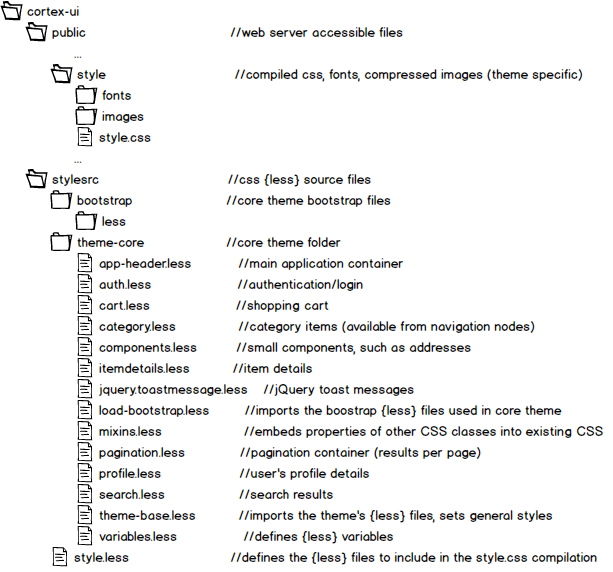 cortex-ui
public //web server accessible files
...
style //compiled css, fonts, compressed images (theme specific)
fonts
images
style.css
...
stylesrc //css {less} source files
bootstrap //core theme bootstrap files
less
theme-core //core theme folder
app-header.less //main application container
auth.less //authentication/login
cart.less //shopping cart
category.less //category items (available from navigation nodes)
components.less //small components, such as addresses
itemdetails.less //item details
jquery.toastmessage.less //jQuery toast messages
load-bootstrap.less //imports the boostrap {less} files used in core theme
mixins.less //embeds properties of other CSS classes into existing CSS
pagination.less //pagination container (results per page)
profile.less //user's profile details
search.less //search results
theme-base.less //imports the theme's {less} files, sets general styles
variables.less //defines {less} variables
style.less //defines the {less} files to include in the style.css compilation